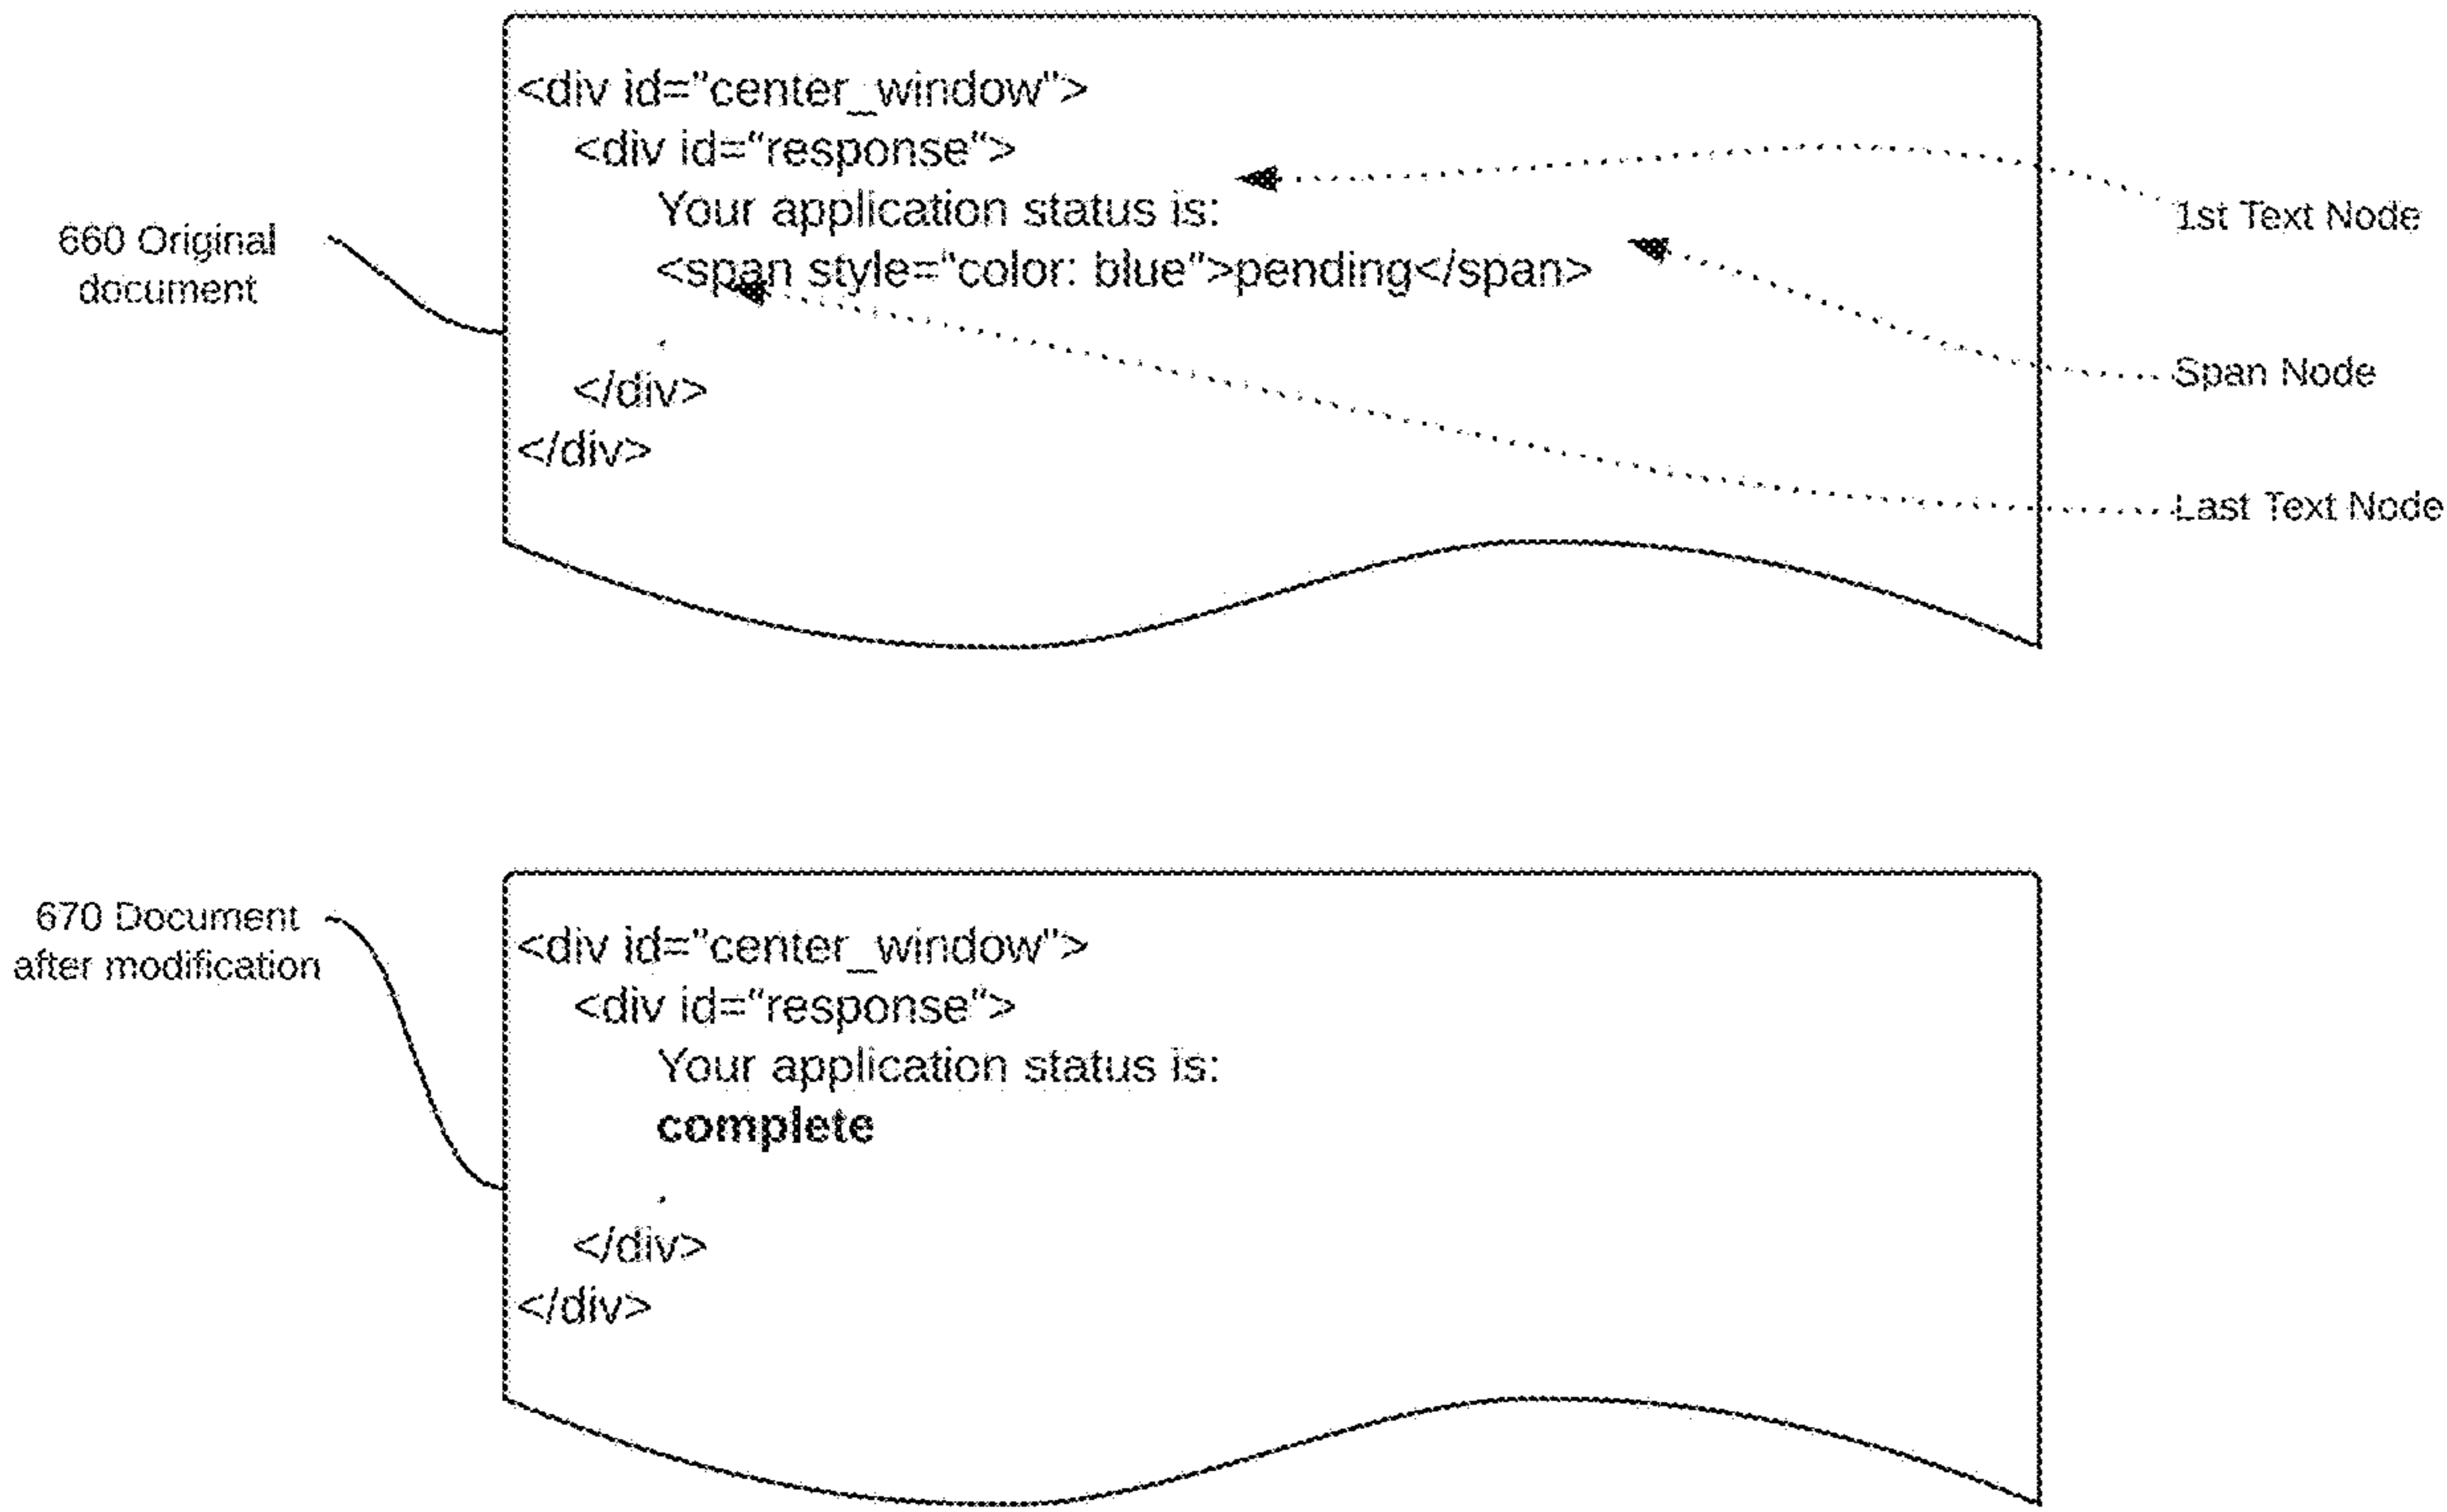 <div id="center_window">
<div id="response">
Your application status is:
<span style="color: blue">pending</span>
.
</div>
</div>
660 Original
document
1st Text Node
Span Node
Last Text Node
670 Document
after modification
<div id="center_window">
<div id="response">
Your application status is:
complete
.
</div>
</div>